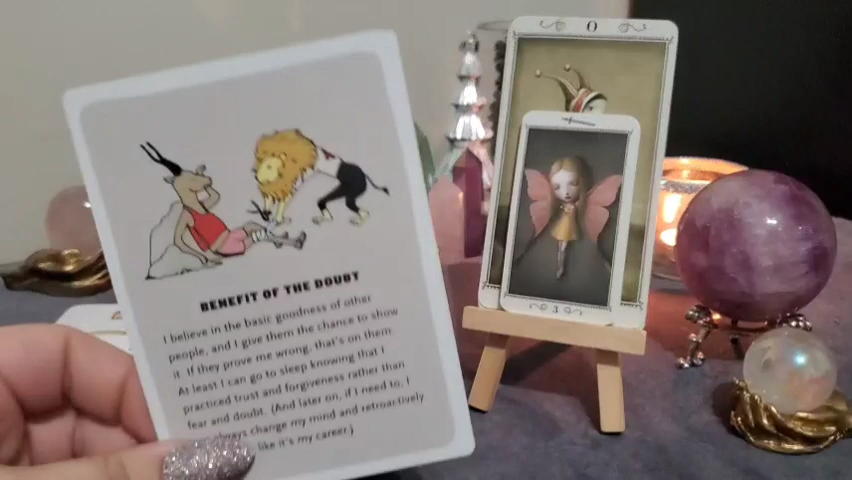 0
3
BENEFIT OF THE DOUBT
I believe in the basic goodness of other
people, and I give them the chance to show
it. If they prove me wrong, that's on them.
At least I can go to sleep knowing that I
practiced trust and forgiveness rather than
fear and doubt. (And later on, if I need to, I
change my mind and retroactively
like it's my career.)